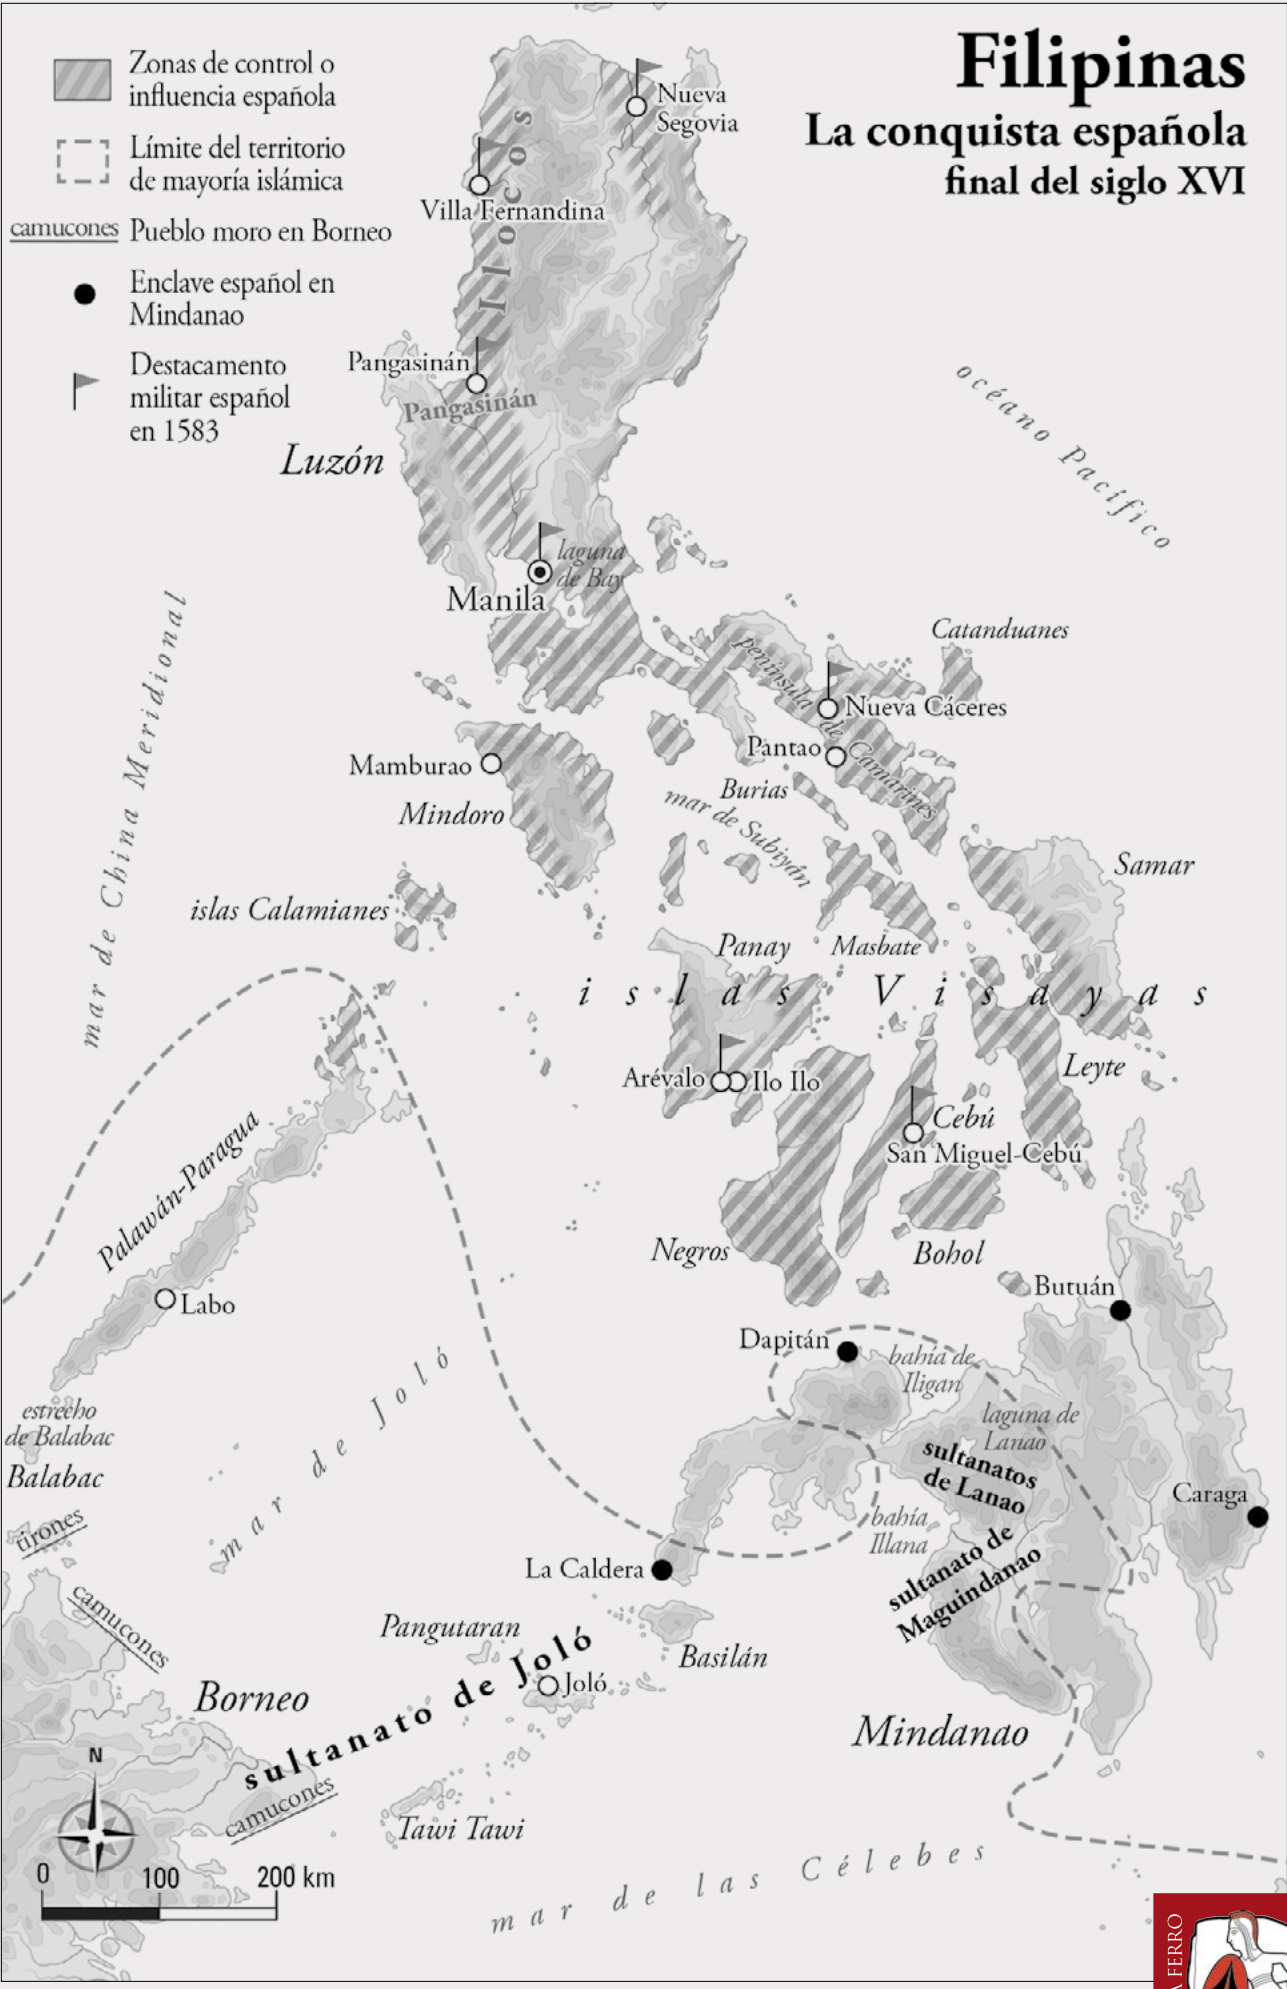 Filipinas
La conquista española
final del siglo XVI
Zonas de control o
influencia española
Límite del territorio
de mayoría islámica
camucones Pueblo moro en Borneo
Enclave español en
Mindanao
Destacamento
militar español
en 1583
Nueva
Segovia
Ilocos
Villa Fernandina
Pangasinán
Pangasinán
Luzón
océano Pacífico
laguna
de Bay
Manila
mar de China Meridional
Catanduanes
península de Camarines
Nueva Cáceres
Pantao
Mamburao
Burias
Mindoro
mar de Subiyán
Samar
islas Calamianes
Panay
Masbate
islas Visayas
Leyte
Arévalo
Ilo Ilo
Cebú
San Miguel-Cebú
Palawán-Paragua
Negros
Bohol
Butuán
Labo
Dapitán
bahía de
Iligan
mar de Joló
estrecho
de Balabac
Balabac
laguna de
Lanao
sultanatos
de Lanao
Caraga
tirones
bahía
Illana
sultanato de
Maguindanao
La Caldera
camucones
Pangutaran
Basilán
sultanato de Joló
Joló
Borneo
Mindanao
N
camucones
Tawi Tawi
0 100 200 km
mar de las Célebes
A FERRO